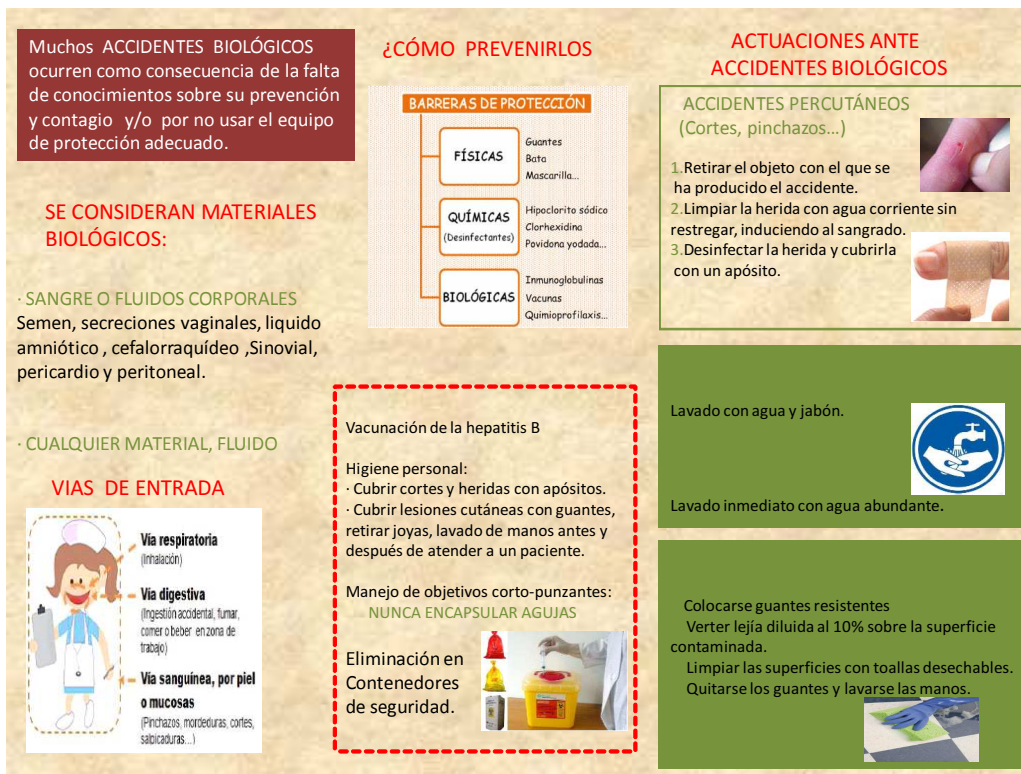 Muchos ACCIDENTES BIOLÓGICOS
ocurren como consecuencia de la falta
de conocimientos sobre su prevención
y contagio y/o por no usar el equipo
de protección adecuado.
SE CONSIDERAN MATERIALES
BIOLÓGICOS:
· SANGRE O FLUIDOS CORPORALES
Semen, secreciones vaginales, liquido
amniótico , cefalorraquídeo ,Sinovial,
pericardio y peritoneal.
· CUALQUIER MATERIAL, FLUIDO
VIAS DE ENTRADA
Vía respiratoria
(Inhalación)
Vía digestiva
(Ingestión accidental, fumar,
comer o beber en zona de
trabajo)
Vía sanguínea, por piel
o mucosas
(Pinchazos, mordeduras, cortes,
salpicaduras...)
¿CÓMO PREVENIRLOS
BARRERAS DE PROTECCIÓN
FÍSICAS
Guantes
Bata
Mascarilla...
QUÍMICAS
(Desinfectantes)
Hipoclorito sódico
Clorhexidina
Povidona yodada...
BIOLÓGICAS
Inmunoglobulinas
Vacunas
Quimioprofilaxis...
Vacunación de la hepatitis B
Higiene personal:
· Cubrir cortes y heridas con apósitos.
· Cubrir lesiones cutáneas con guantes,
retirar joyas, lavado de manos antes y
después de atender a un paciente.
Manejo de objetivos corto-punzantes:
NUNCA ENCAPSULAR AGUJAS
Eliminación en
Contenedores
de seguridad.
ACTUACIONES ANTE
ACCIDENTES BIOLÓGICOS
ACCIDENTES PERCUTÁNEOS
(Cortes, pinchazos...)
1.Retirar el objeto con el que se
ha producido el accidente.
2.Limpiar la herida con agua corriente sin
restregar, induciendo al sangrado.
3.Desinfectar la herida y cubrirla
con un apósito.
Lavado con agua y jabón.
Lavado inmediato con agua abundante.
Colocarse guantes resistentes
Verter lejía diluida al 10% sobre la superficie
contaminada.
Limpiar las superficies con toallas desechables.
Quitarse los guantes y lavarse las manos.